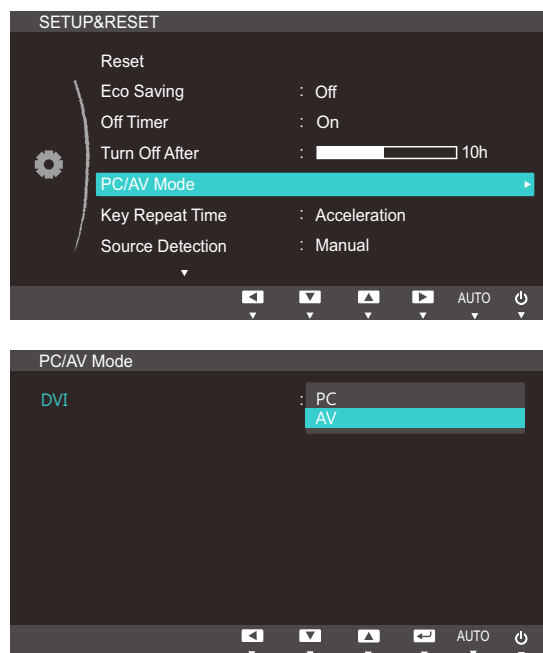 SETUP&RESET
Reset
Eco Saving : Off
Off Timer : On
Turn Off After : 10h
PC/AV Mode
Key Repeat Time : Acceleration
Source Detection : Manual
AUTO
PC/AV Mode
DVI : PC
AV
AUTO